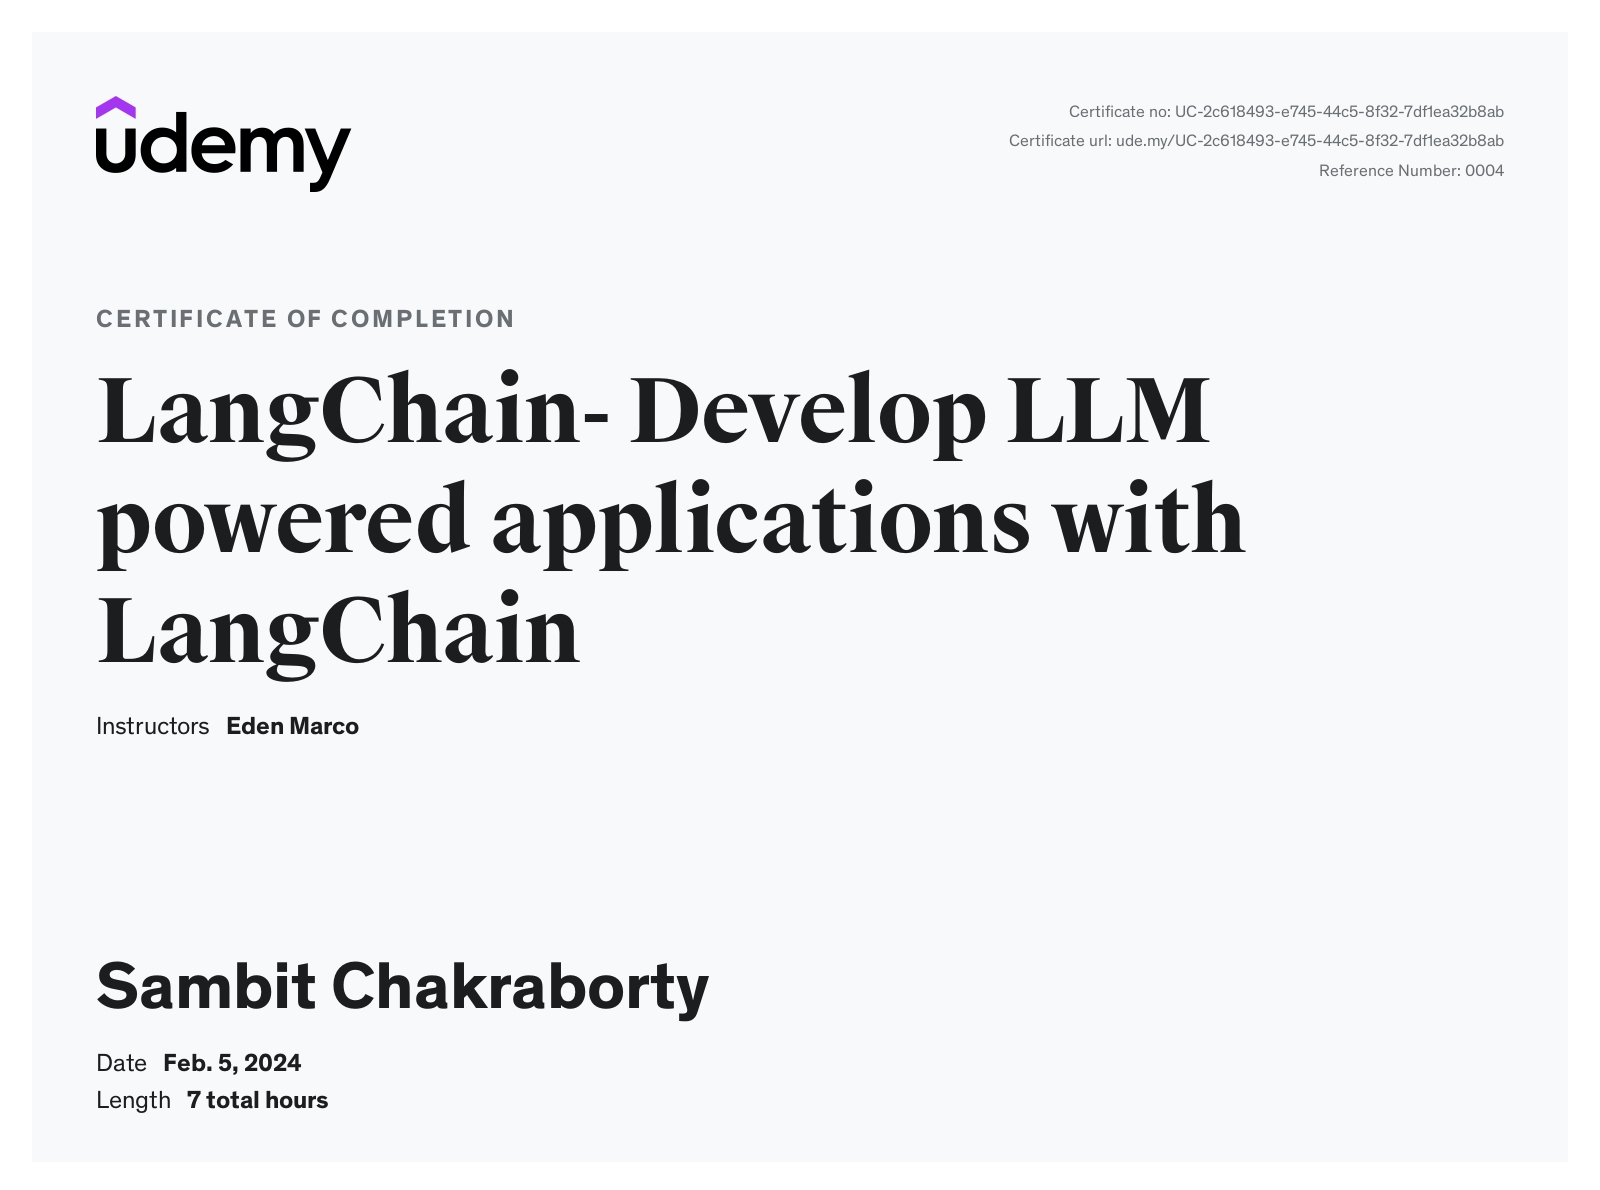 udemy
Certificate no: UC-2c618493-e745-44c5-8f32-7df1ea32b8ab
Certificate url: ude.my/UC-2c618493-e745-44c5-8f32-7df1ea32b8ab
Reference Number: 0004
CERTIFICATE OF COMPLETION
LangChain- Develop LLM
powered applications with
LangChain
Instructors Eden Marco
Sambit Chakraborty
Date Feb. 5, 2024
Length 7 total hours